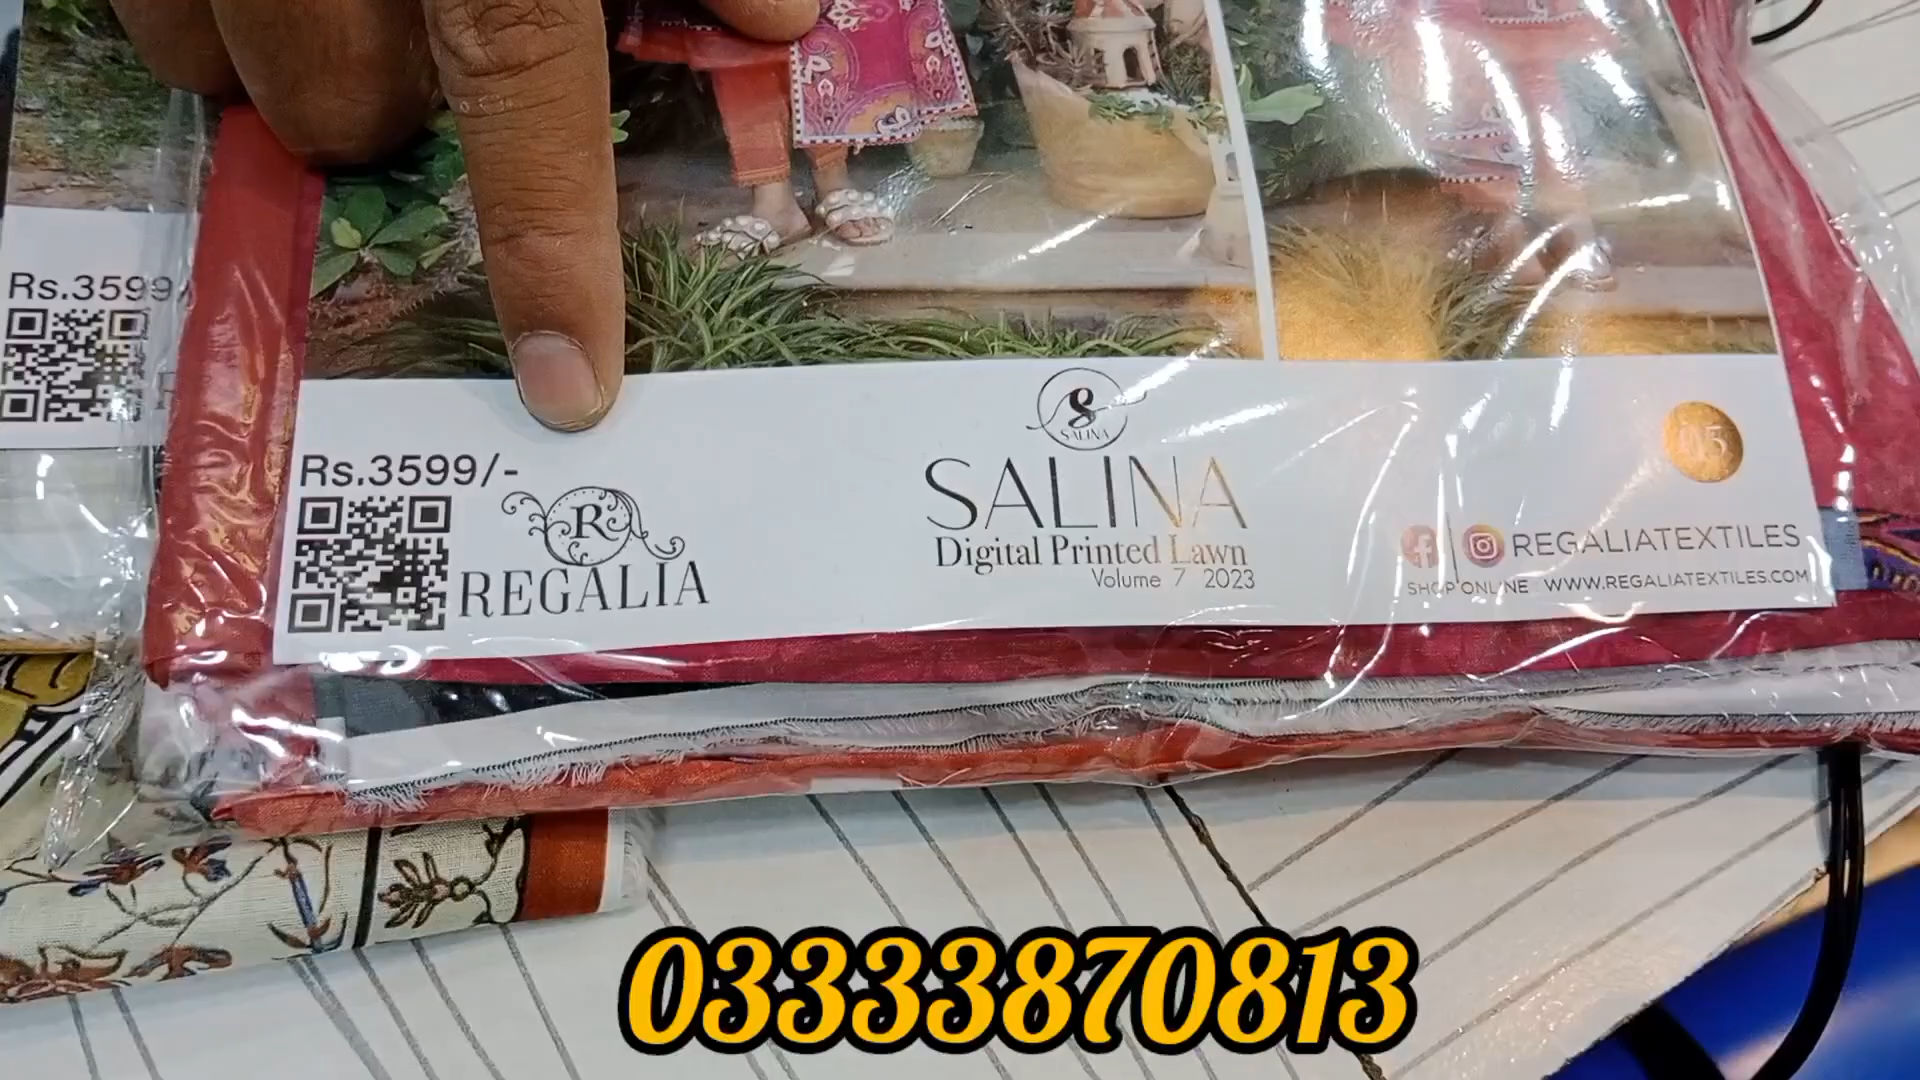 Rs.3599/
Rs.3599/-
R
REGALIA
S
SALINA
SALINA
Digital Printed Lawn
Volume 7 2023
05
REGALIATEXTILES
SHOP ONLINE WWW.REGALIATEXTILES.COM
03333870813